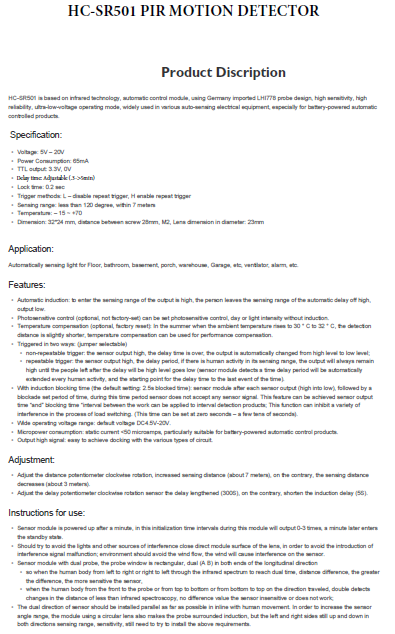 HC-SR501 PIR MOTION DETECTOR
Product Discription
HC-SR501 is based on infrared technology, automatic control module, using Germany imported LHI778 probe design, high sensitivity, high
reliability, ultra-low-voltage operating mode, widely used in various auto-sensing electrical equipment, especially for battery-powered automatic
controlled products.
Specification:
◦ Voltage: 5V – 20V
◦ Power Consumption: 65mA
◦ TTL output: 3.3V, 0V
◦ Delay time: Adjustable (.3->5min)
◦ Lock time: 0.2 sec
◦ Trigger methods: L – disable repeat trigger, H enable repeat trigger
◦ Sensing range: less than 120 degree, within 7 meters
◦ Temperature: – 15 ~ +70
◦ Dimension: 32*24 mm, distance between screw 28mm, M2, Lens dimension in diameter: 23mm
Application:
Automatically sensing light for Floor, bathroom, basement, porch, warehouse, Garage, etc, ventilator, alarm, etc.
Features:
◦ Automatic induction: to enter the sensing range of the output is high, the person leaves the sensing range of the automatic delay off high,
output low.
◦ Photosensitive control (optional, not factory-set) can be set photosensitive control, day or light intensity without induction.
◦ Temperature compensation (optional, factory reset): In the summer when the ambient temperature rises to 30 ° C to 32 ° C, the detection
distance is slightly shorter, temperature compensation can be used for performance compensation.
◦ Triggered in two ways: (jumper selectable)
◦ non-repeatable trigger: the sensor output high, the delay time is over, the output is automatically changed from high level to low level;
◦ repeatable trigger: the sensor output high, the delay period, if there is human activity in its sensing range, the output will always remain
high until the people left after the delay will be high level goes low (sensor module detects a time delay period will be automatically
extended every human activity, and the starting point for the delay time to the last event of the time).
◦ With induction blocking time (the default setting: 2.5s blocked time): sensor module after each sensor output (high into low), followed by a
blockade set period of time, during this time period sensor does not accept any sensor signal. This feature can be achieved sensor output
time "and" blocking time "interval between the work can be applied to interval detection products; This function can inhibit a variety of
interference in the process of load switching. (This time can be set at zero seconds – a few tens of seconds).
◦ Wide operating voltage range: default voltage DC4.5V-20V.
◦ Micropower consumption: static current <50 microamps, particularly suitable for battery-powered automatic control products.
◦ Output high signal: easy to achieve docking with the various types of circuit.
Adjustment:
◦ Adjust the distance potentiometer clockwise rotation, increased sensing distance (about 7 meters), on the contrary, the sensing distance
decreases (about 3 meters).
◦ Adjust the delay potentiometer clockwise rotation sensor the delay lengthened (300S), on the contrary, shorten the induction delay (5S).
Instructions for use:
◦ Sensor module is powered up after a minute, in this initialization time intervals during this module will output 0-3 times, a minute later enters
the standby state.
◦ Should try to avoid the lights and other sources of interference close direct module surface of the lens, in order to avoid the introduction of
interference signal malfunction; environment should avoid the wind flow, the wind will cause interference on the sensor.
◦ Sensor module with dual probe, the probe window is rectangular, dual (A B) in both ends of the longitudinal direction
◦ so when the human body from left to right or right to left through the infrared spectrum to reach dual time, distance difference, the greater
the difference, the more sensitive the sensor,
◦ when the human body from the front to the probe or from top to bottom or from bottom to top on the direction traveled, double detects
changes in the distance of less than infrared spectroscopy, no difference value the sensor insensitive or does not work;
◦ The dual direction of sensor should be installed parallel as far as possible in inline with human movement. In order to increase the sensor
angle range, the module using a circular lens also makes the probe surrounded induction, but the left and right sides still up and down in
both directions sensing range, sensitivity, still need to try to install the above requirements.